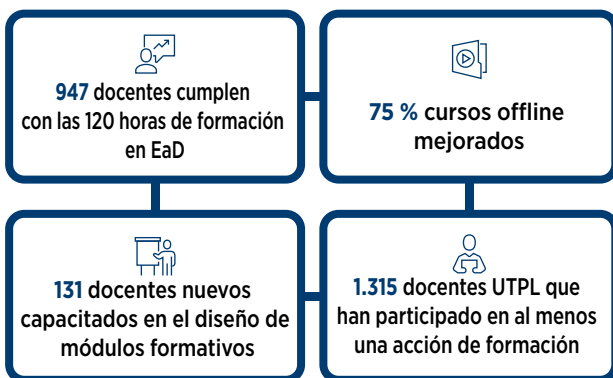 947 docentes cumplen
con las 120 horas de formación
en EaD
75 % cursos offline
mejorados
131 docentes nuevos
capacitados en el diseño de
módulos formativos
1.315 docentes UTPL que
han participado en al menos
una acción de formación